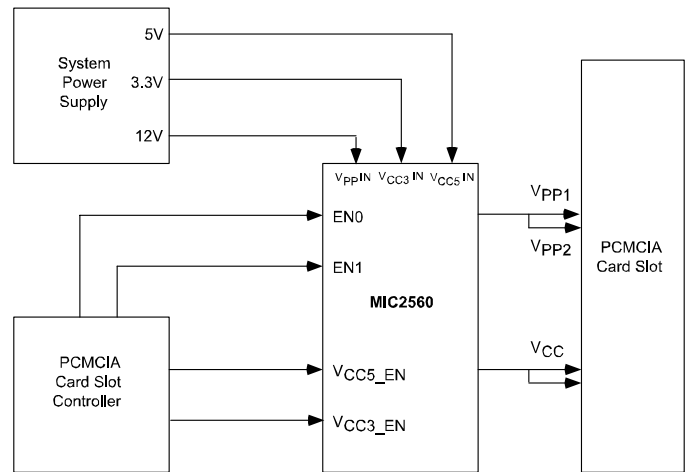 System
Power
Supply
5V
3.3V
12V
VPP IN VCC3 IN VCC5 IN
EN0
EN1
MIC2560
VCC5_EN
VCC3_EN
PCMCIA
Card Slot
Controller
VPP1
VPP2
VCC
PCMCIA
Card Slot